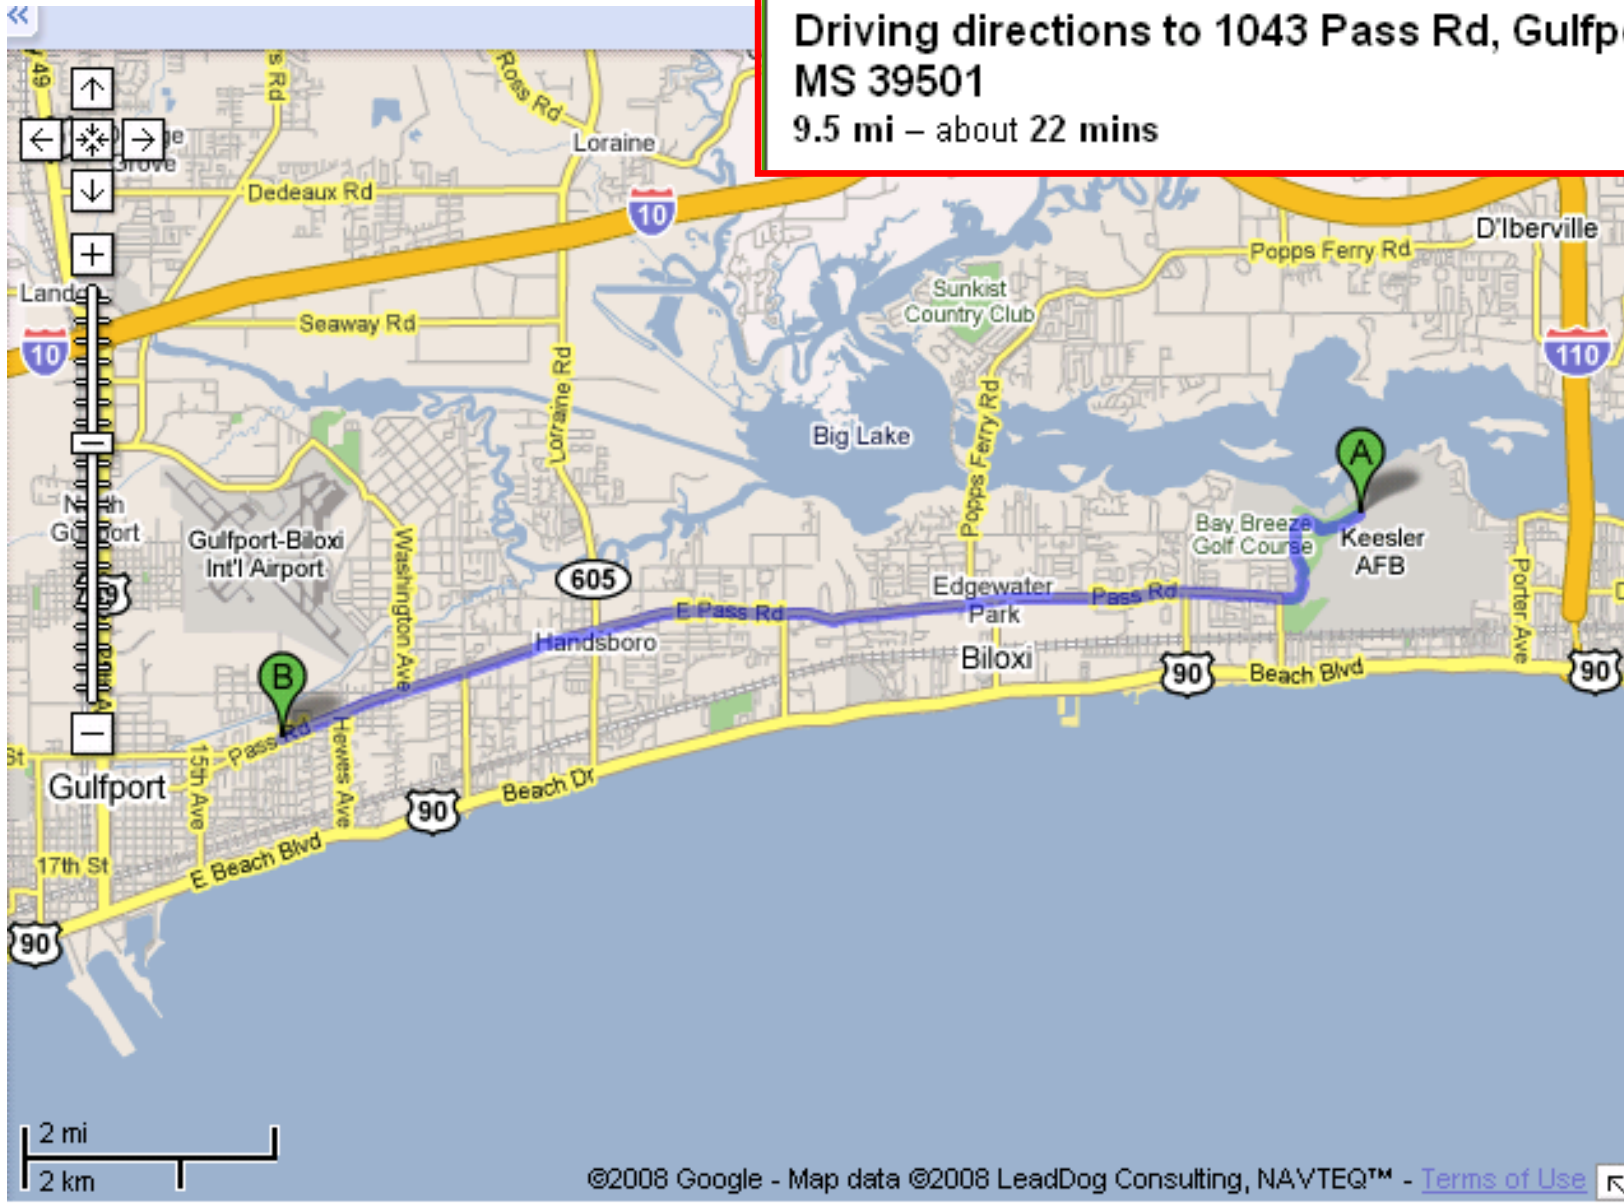 «
Driving directions to 1043 Pass Rd, Gulfp
MS 39501
9.5 mi – about 22 mins
49
s Rd
Ross Rd
Loraine
ge
Grove
Dedeaux Rd
10
D'Iberville
Popps Ferry Rd
Sunkist
Country Club
Seaway Rd
10
110
Lorraine Rd
Popps Ferry Rd
Big Lake
A
Bay Breeze
Golf Course
Keesler
AFB
Gulfport-Biloxi
Int'l Airport
Washington Ave
605
Edgewater
Park
Pass Rd
E Pass Rd
Porter Ave
Handsboro
Biloxi
90
Beach Blvd
90
B
Pass Rd
Hewes Ave
15th Ave
St
Gulfport
Beach Dr
90
E Beach Blvd
17th St
90
2 mi
2 km
©2008 Google - Map data ©2008 LeadDog Consulting, NAVTEQ™ - Terms of Use